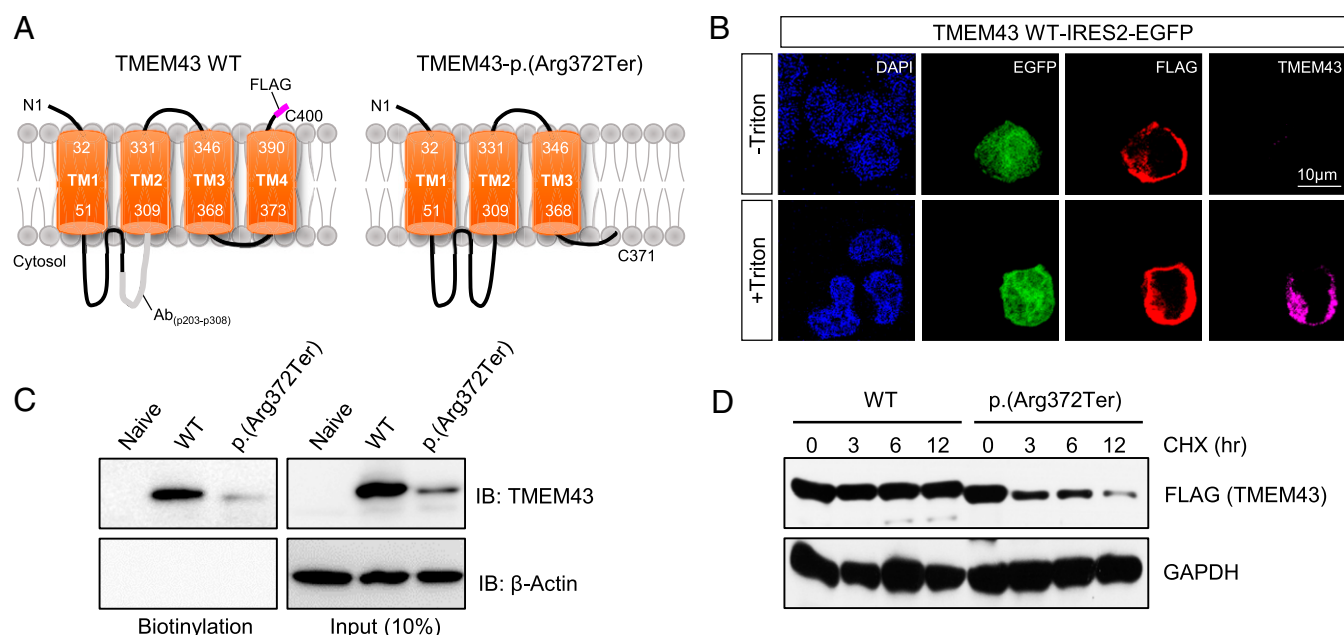 A
TMEM43 WT
FLAG
N1
C400
32 331 346 390
TM1 TM2 TM3 TM4
51 309 368 373
Cytosol
Ab(p203-p308)
TMEM43-p.(Arg372Ter)
N1
32 331 346
TM1 TM2 TM3
51 309 368
C371
B
TMEM43 WT-IRES2-EGFP
DAPI EGFP FLAG TMEM43
-Triton
10μm
+Triton
C
Naive WT p.(Arg372Ter) Naive WT p.(Arg372Ter)
IB: TMEM43
IB: β-Actin
Biotinylation Input (10%)
D
WT p.(Arg372Ter)
0 3 6 12 0 3 6 12 CHX (hr)
FLAG (TMEM43)
GAPDH